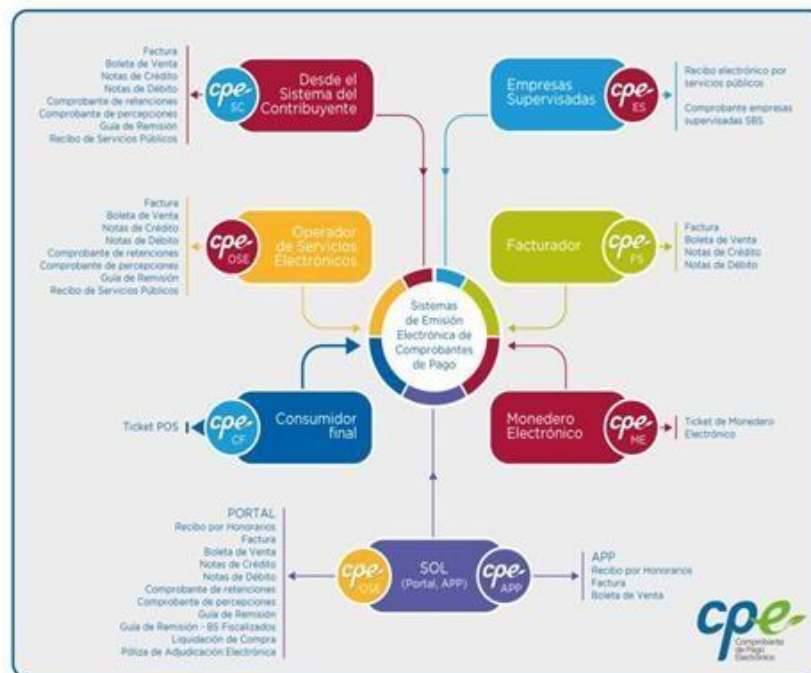 Factura
Boleta de Venta
Notas de Crédito
Notas de Débito
Comprobante de retenciones
Comprobante de percepciones
Guía de Remisión
Recibo de Servicios Públicos
cpe-
SC
Desde el
Sistema del
Contribuyente
Empresas
Supervisadas
cpe-
ES
Recibo electrónico por
servicios públicos
Comprobante empresas
supervisadas SBS
Factura
Boleta de Venta
Notas de Crédito
Notas de Débito
Comprobante de retenciones
Comprobante de percepciones
Guía de Remisión
Recibo de Servicios Públicos
cpe-
OSE
Operador
de Servicios
Electrónicos
Facturador
cpe-
FS
Factura
Boleta de Venta
Notas de Crédito
Notas de Débito
Sistemas
de Emisión
Electrónica de
Comprobantes
de Pago
Ticket POS
cpe-
CF
Consumidor
final
Monedero
Electrónico
cpe-
ME
Ticket de Monedero
Electrónico
PORTAL
Recibo por Honorarios
Factura
Boleta de Venta
Notas de Crédito
Notas de Débito
Comprobante de retenciones
Comprobante de percepciones
Guía de Remisión
Guía de Remisión - BS Fiscalizados
Liquidación de Compra
Póliza de Adjudicación Electrónica
cpe-
OSE
SOL
(Portal, APP)
cpe-
APP
APP
Recibo por Honorarios
Factura
Boleta de Venta
cpe
Comprobante
de Pago
Electrónico